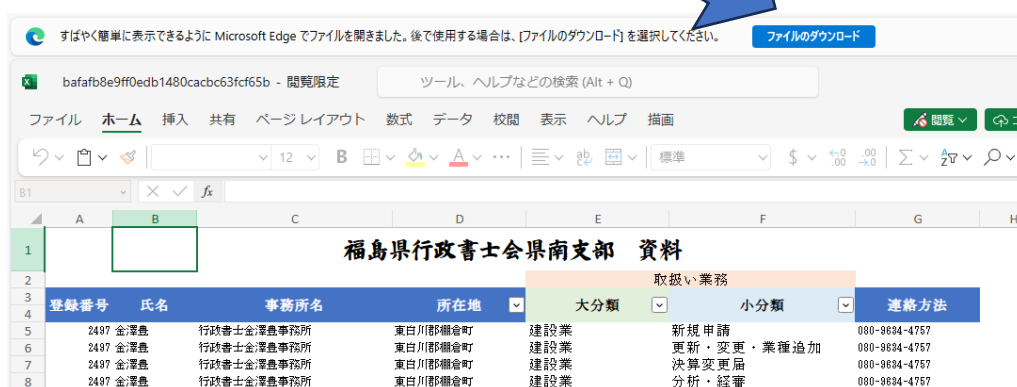 すばやく簡単に表示できるように Microsoft Edge でファイルを開きました。後で使用する場合は、[ファイルのダウンロード] を選択してください。 ファイルのダウンロード
bafafb8e9ff0edb1480cacbc63fcf65b - 閲覧限定 ツール、ヘルプなどの検索 (Alt + Q)
ファイル ホーム 挿入 共有 ページ レイアウト 数式 データ 校閲 表示 ヘルプ 描画 閲覧
12 B A ab 標準 $ .00 .00
B1 fx
A B C D E F G H
1 福島県行政書士会県南支部 資料
2 取扱い業務
3 登録番号 氏名 事務所名 所在地 大分類 小分類 連絡方法
4
5 2497 金澤豊 行政書士金澤豊事務所 東白川郡棚倉町 建設業 新規申請 080-9634-4757
6 2497 金澤豊 行政書士金澤豊事務所 東白川郡棚倉町 建設業 更新・変更・業種追加 080-9634-4757
7 2497 金澤豊 行政書士金澤豊事務所 東白川郡棚倉町 建設業 決算変更届 080-9634-4757
8 2497 金澤豊 行政書士金澤豊事務所 東白川郡棚倉町 建設業 分析・経審 080-9634-4757